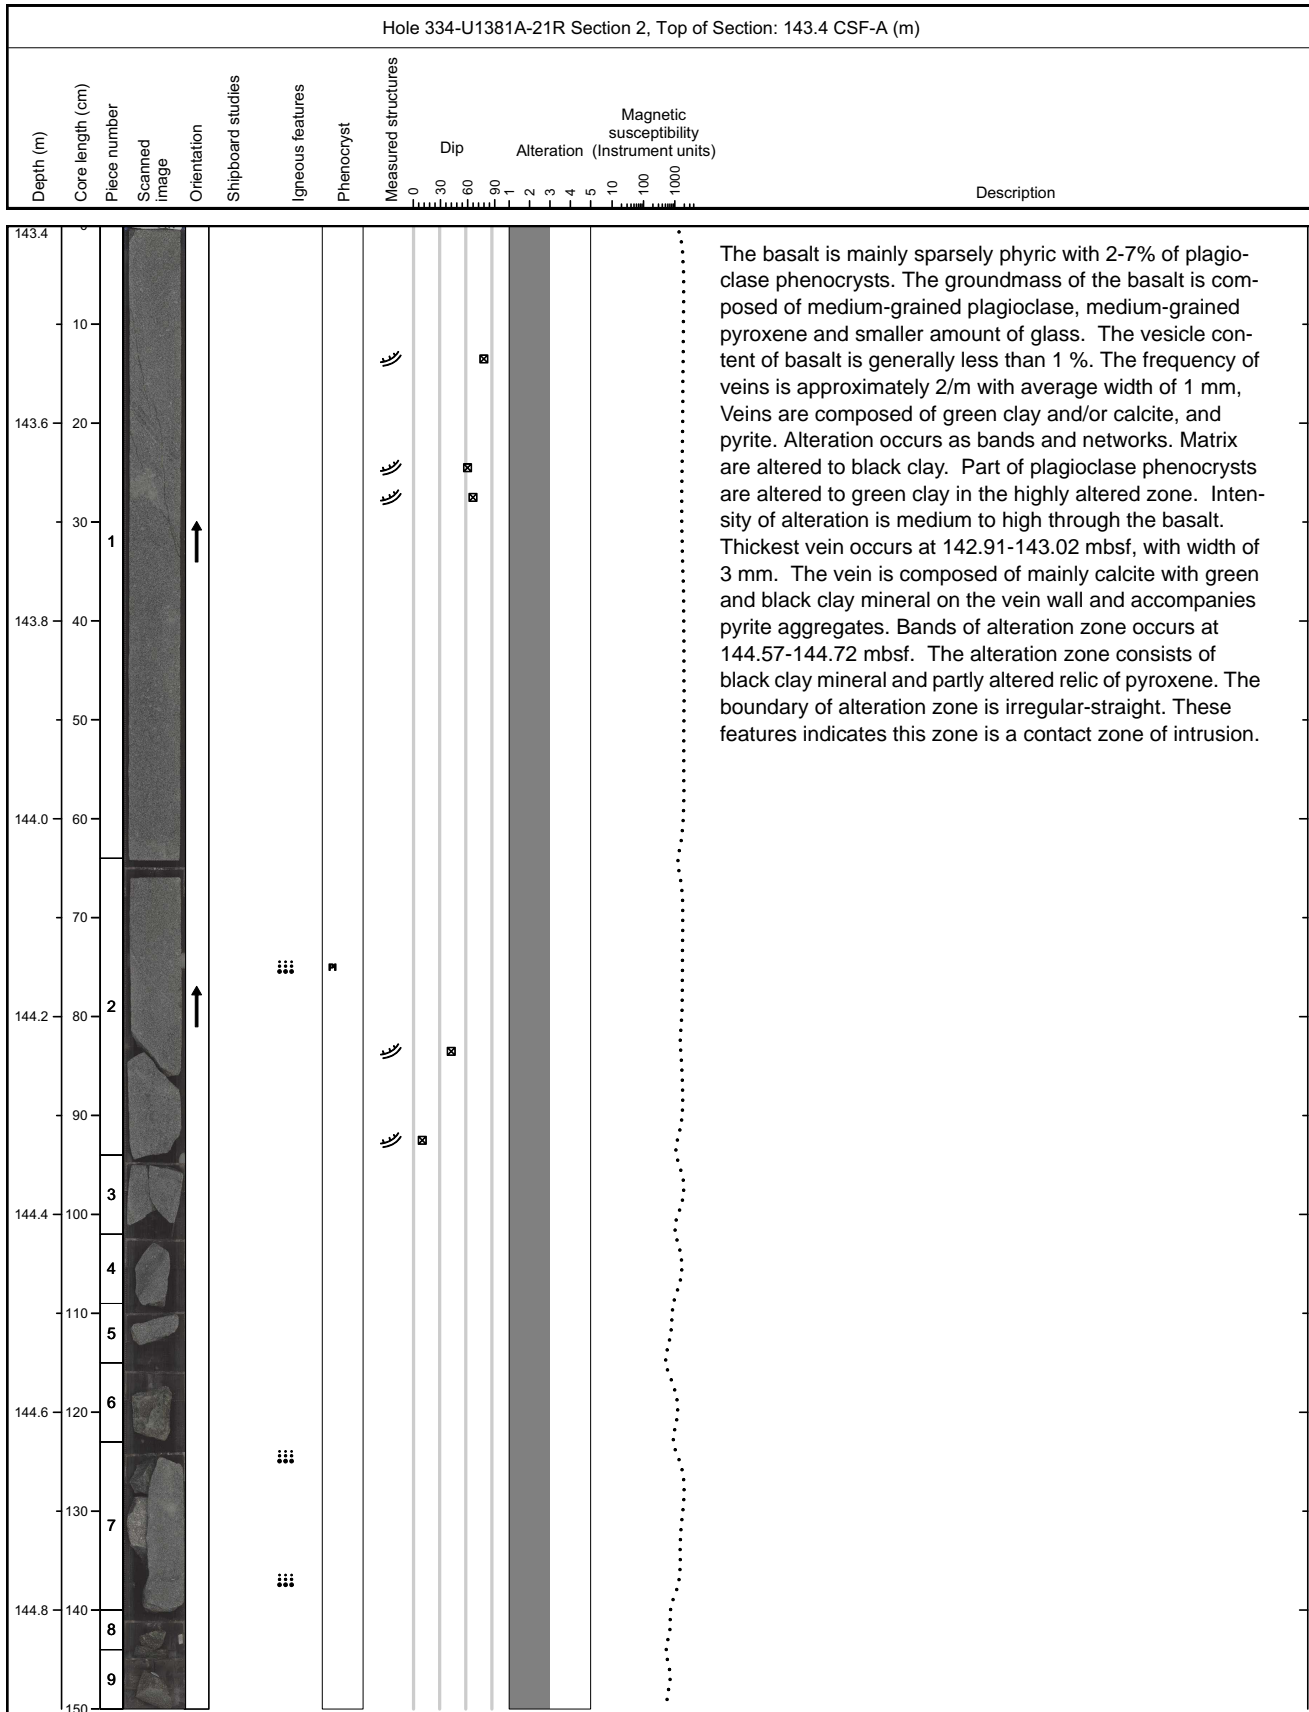 Hole 334-U1381A-21R Section 2, Top of Section: 143.4 CSF-A (m)
Depth (m)
Core length (cm)
Piece number
Scanned
image
Orientation
Shipboard studies
Igneous features
Phenocryst
Measured structures
Dip
0 30 60 90
Alteration
1 2 3 4 5
Magnetic
susceptibility
(Instrument units)
10 100 1000
Description
The basalt is mainly sparsely phyric with 2-7% of plagio-
clase phenocrysts. The groundmass of the basalt is com-
posed of medium-grained plagioclase, medium-grained
pyroxene and smaller amount of glass. The vesicle con-
tent of basalt is generally less than 1 %. The frequency of
veins is approximately 2/m with average width of 1 mm,
Veins are composed of green clay and/or calcite, and
pyrite. Alteration occurs as bands and networks. Matrix
are altered to black clay. Part of plagioclase phenocrysts
are altered to green clay in the highly altered zone. Inten-
sity of alteration is medium to high through the basalt.
Thickest vein occurs at 142.91-143.02 mbsf, with width of
3 mm. The vein is composed of mainly calcite with green
and black clay mineral on the vein wall and accompanies
pyrite aggregates. Bands of alteration zone occurs at
144.57-144.72 mbsf. The alteration zone consists of
black clay mineral and partly altered relic of pyroxene. The
boundary of alteration zone is irregular-straight. These
features indicates this zone is a contact zone of intrusion.
143.4 0
10
143.6 20
30
1
143.8 40
50
144.0 60
70
Pl
2
144.2 80
90
3
144.4 100
4
110
5
6
144.6 120
130
7
144.8 140
8
9
150